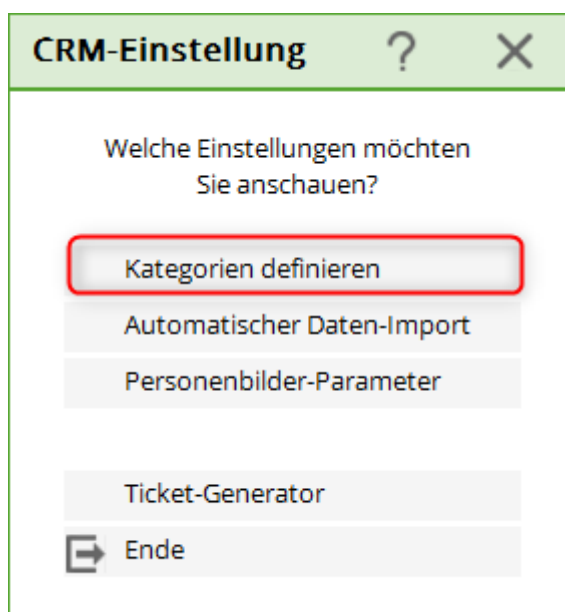 CRM-Einstellung ?
Welche Einstellungen möchten
Sie anschauen?
Kategorien definieren
Automatischer Daten-Import
Personenbilder-Parameter
Ticket-Generator
Ende